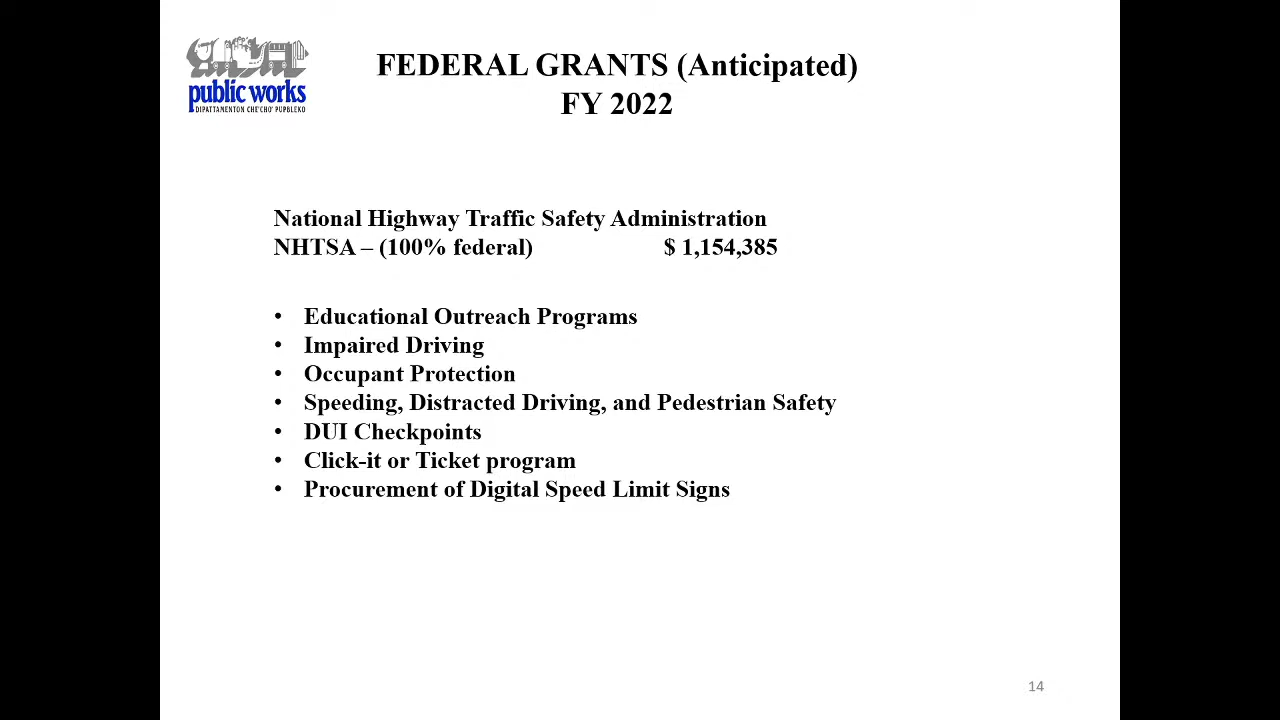 public works
DIPATTAMENTON CHE'CHO' PUPBLEKO
FEDERAL GRANTS (Anticipated)
FY 2022
National Highway Traffic Safety Administration
NHTSA – (100% federal) $ 1,154,385
• Educational Outreach Programs
• Impaired Driving
• Occupant Protection
• Speeding, Distracted Driving, and Pedestrian Safety
• DUI Checkpoints
• Click-it or Ticket program
• Procurement of Digital Speed Limit Signs
14